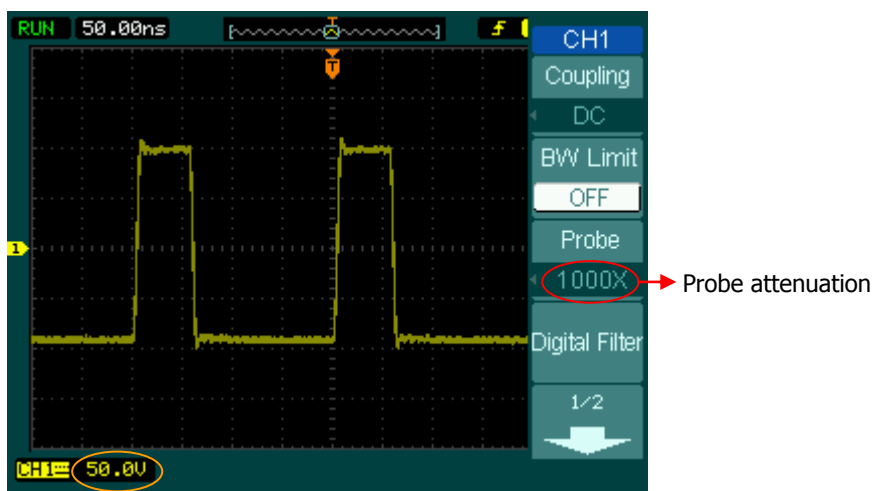 RUN 50.00ns
T
CH1
Coupling
DC
BW Limit
OFF
Probe
1000X
Probe attenuation
Digital Filter
1/2
T
1
CH1 50.0V